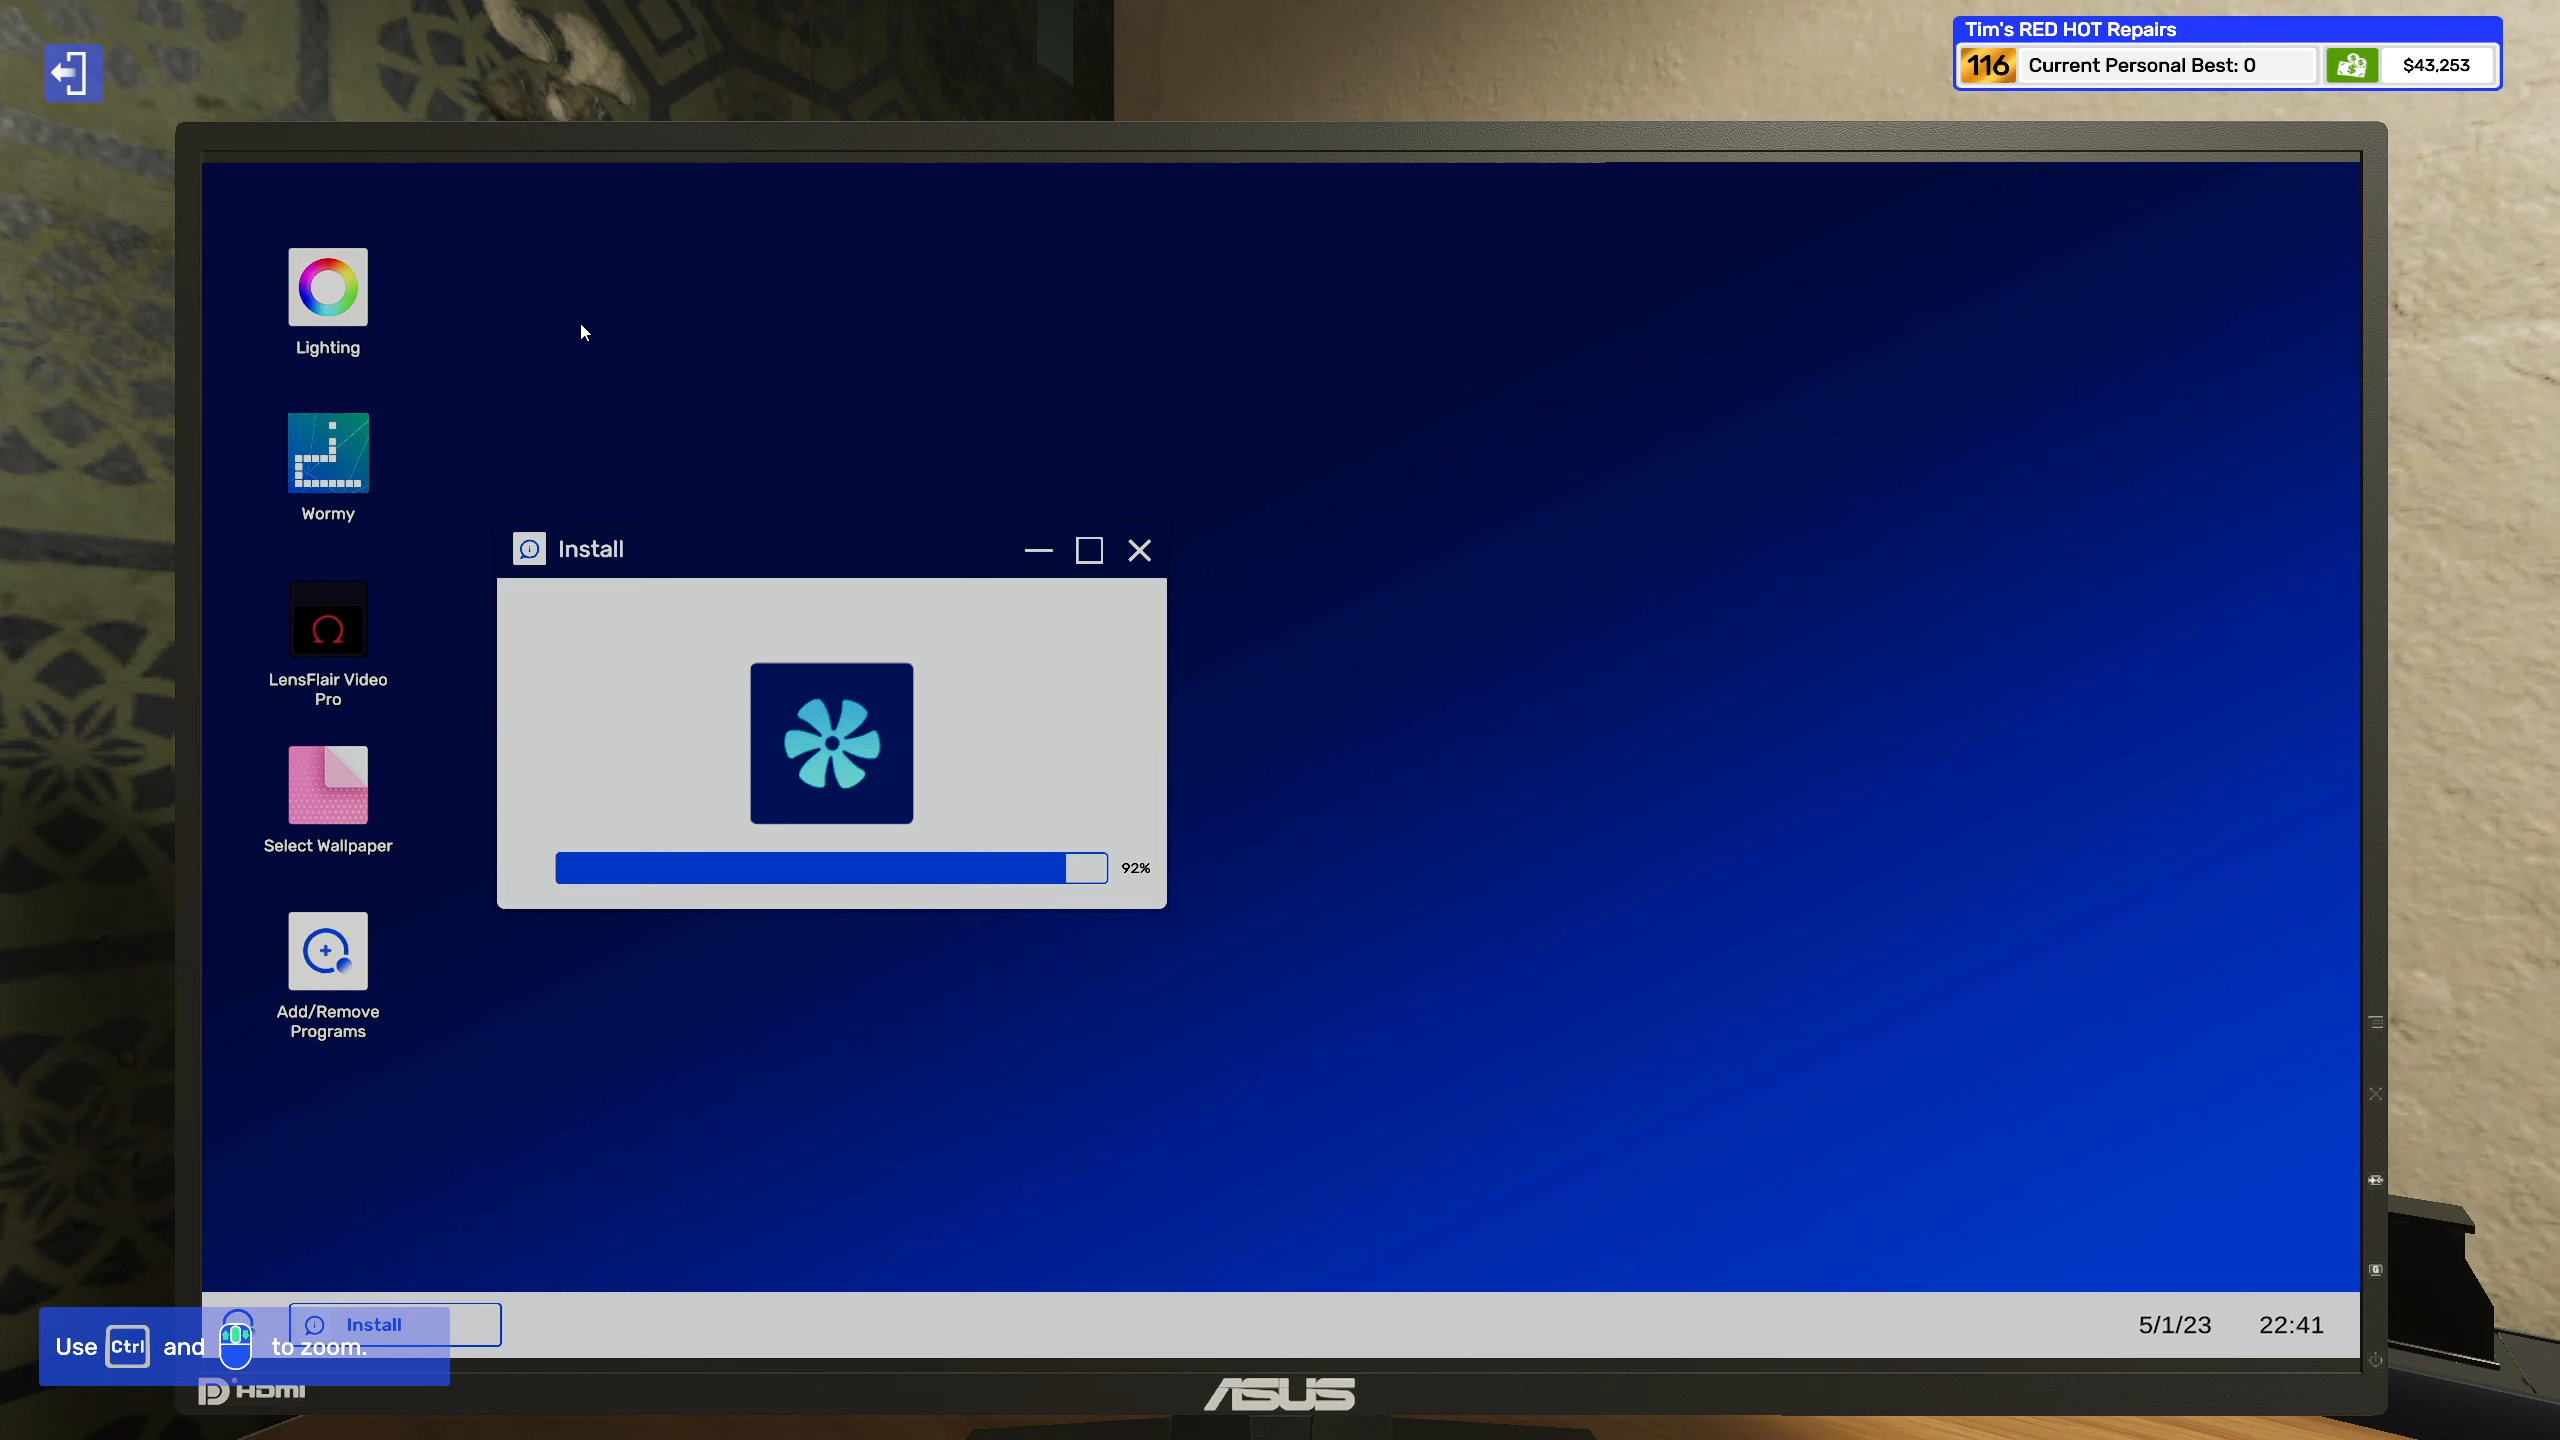 Tim's RED HOT Repairs
116 Current Personal Best: 0 $43,253
Lighting
Wormy
LensFlair Video
Pro
Select Wallpaper
Add/Remove
Programs
Install
92%
Install
5/1/23 22:41
Use Ctrl and to zoom.
HDMI
ASUS